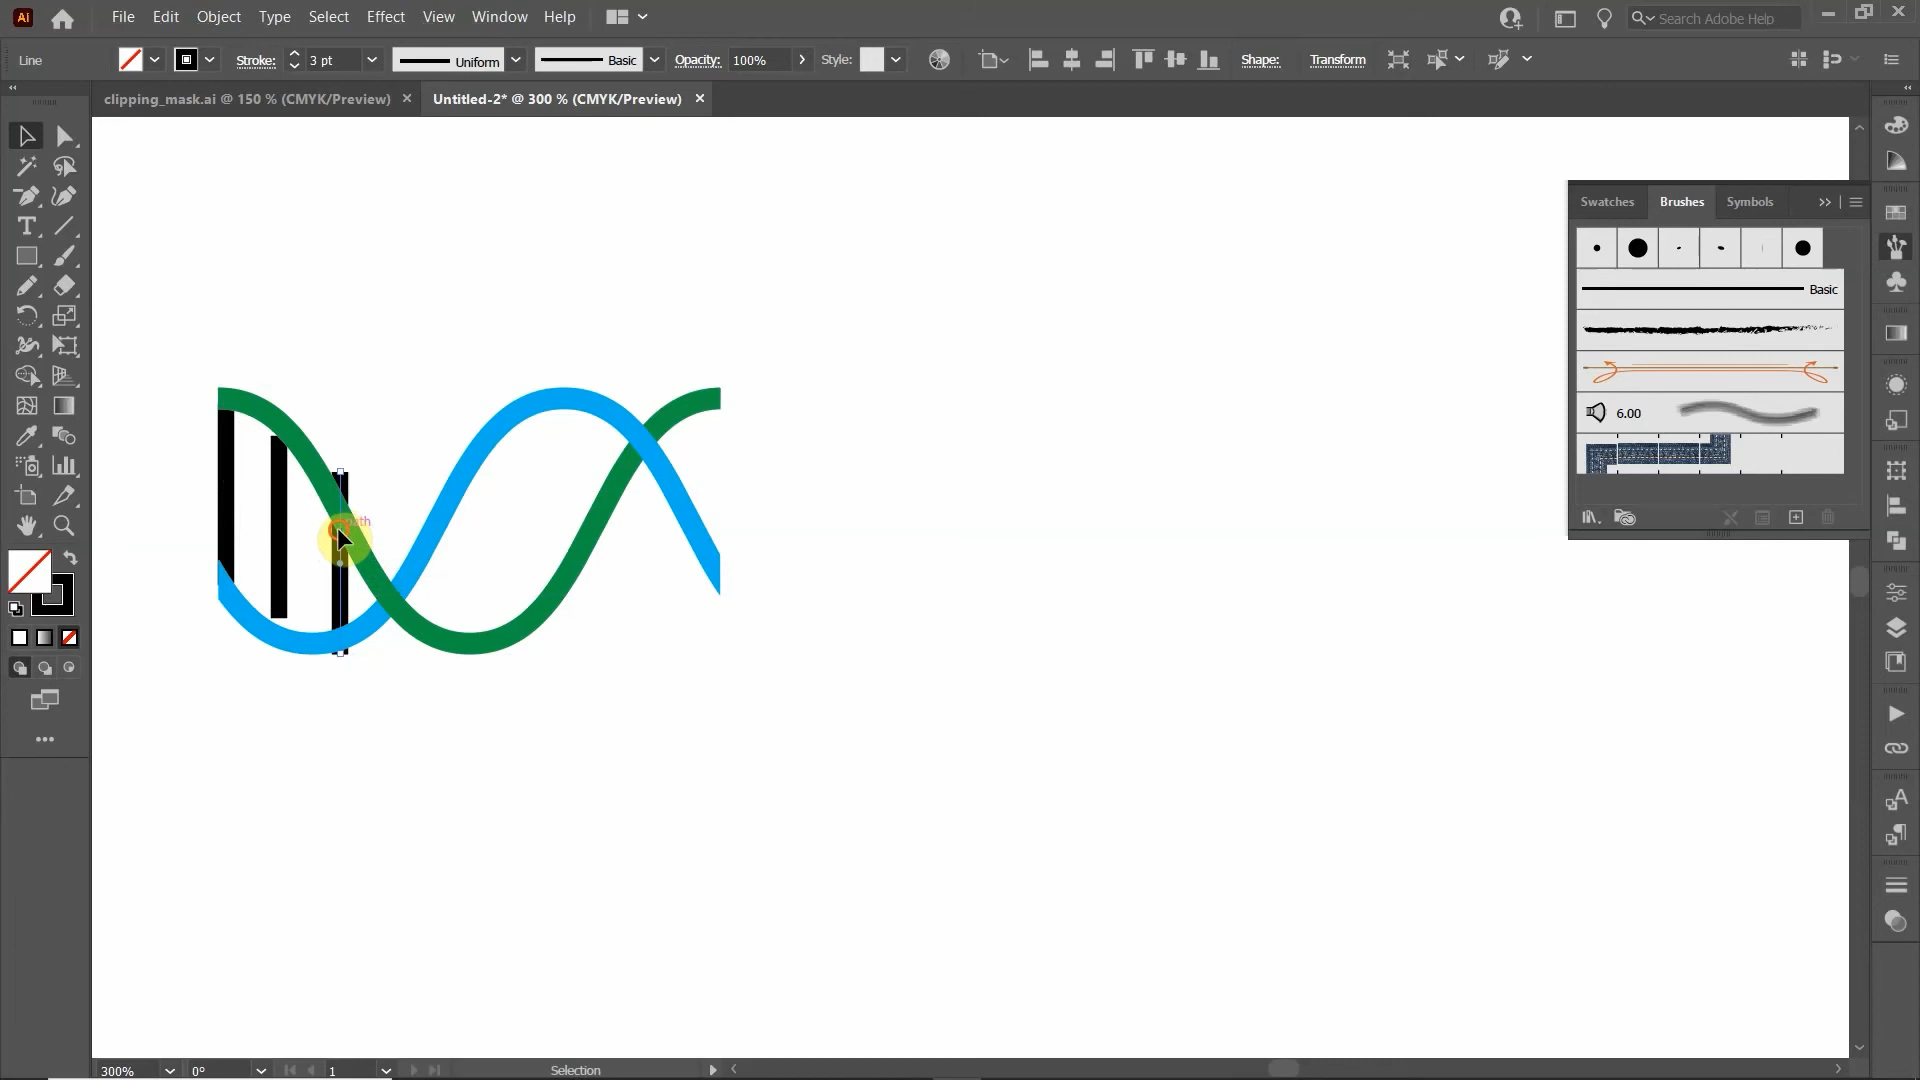 Ai File Edit Object Type Select Effect View Window Help Search Adobe Help
Line Stroke: 3 pt Uniform Basic Opacity: 100% Style: Shape: Transform
clipping_mask.ai @ 150 % (CMYK/Preview) × Untitled-2* @ 300 % (CMYK/Preview) ×
Swatches Brushes Symbols
Basic
6.00
path
300% 0° 1 Selection